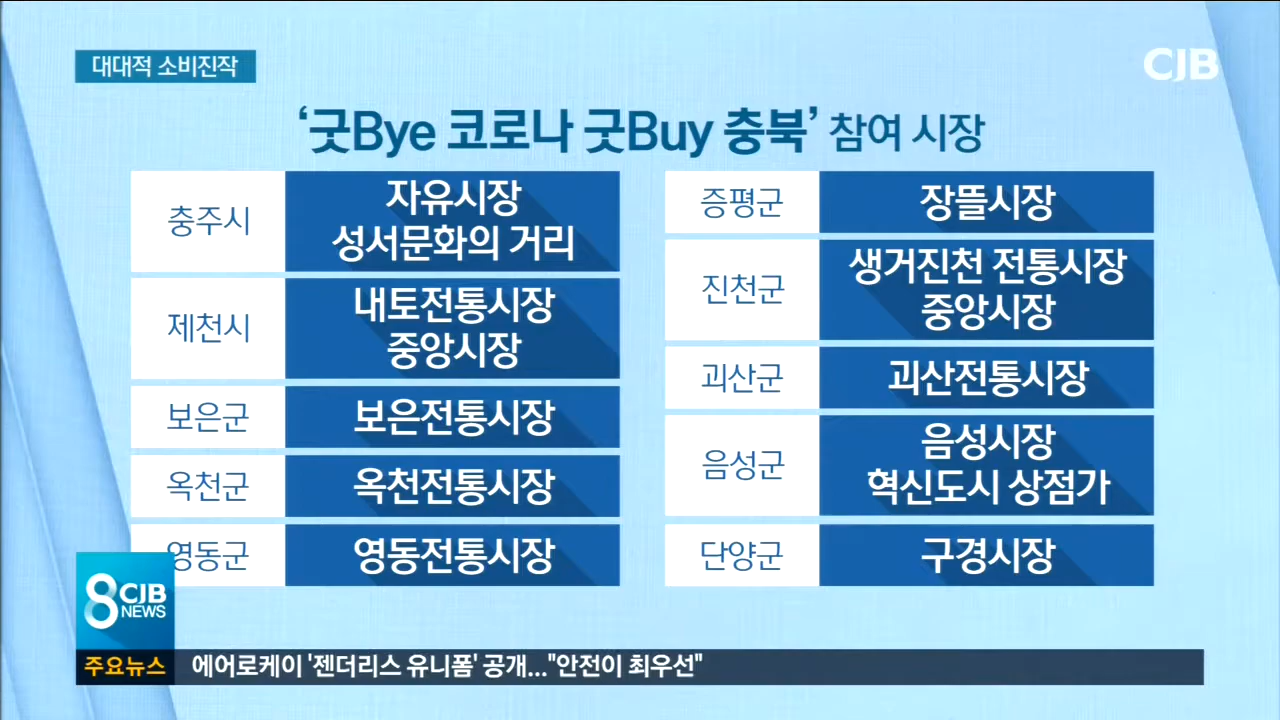 대대적 소비진작
CJB
‘굿Bye 코로나 굿Buy 충북’ 참여 시장
충주시
자유시장
성서문화의 거리
제천시
내토전통시장
중앙시장
보은군
보은전통시장
옥천군
옥천전통시장
영동군
영동전통시장
증평군
장뜰시장
진천군
생거진천 전통시장
중앙시장
괴산군
괴산전통시장
음성군
음성시장
혁신도시 상점가
단양군
구경시장
8 CJB
NEWS
주요뉴스
에어로케이 '젠더리스 유니폼' 공개..."안전이 최우선"